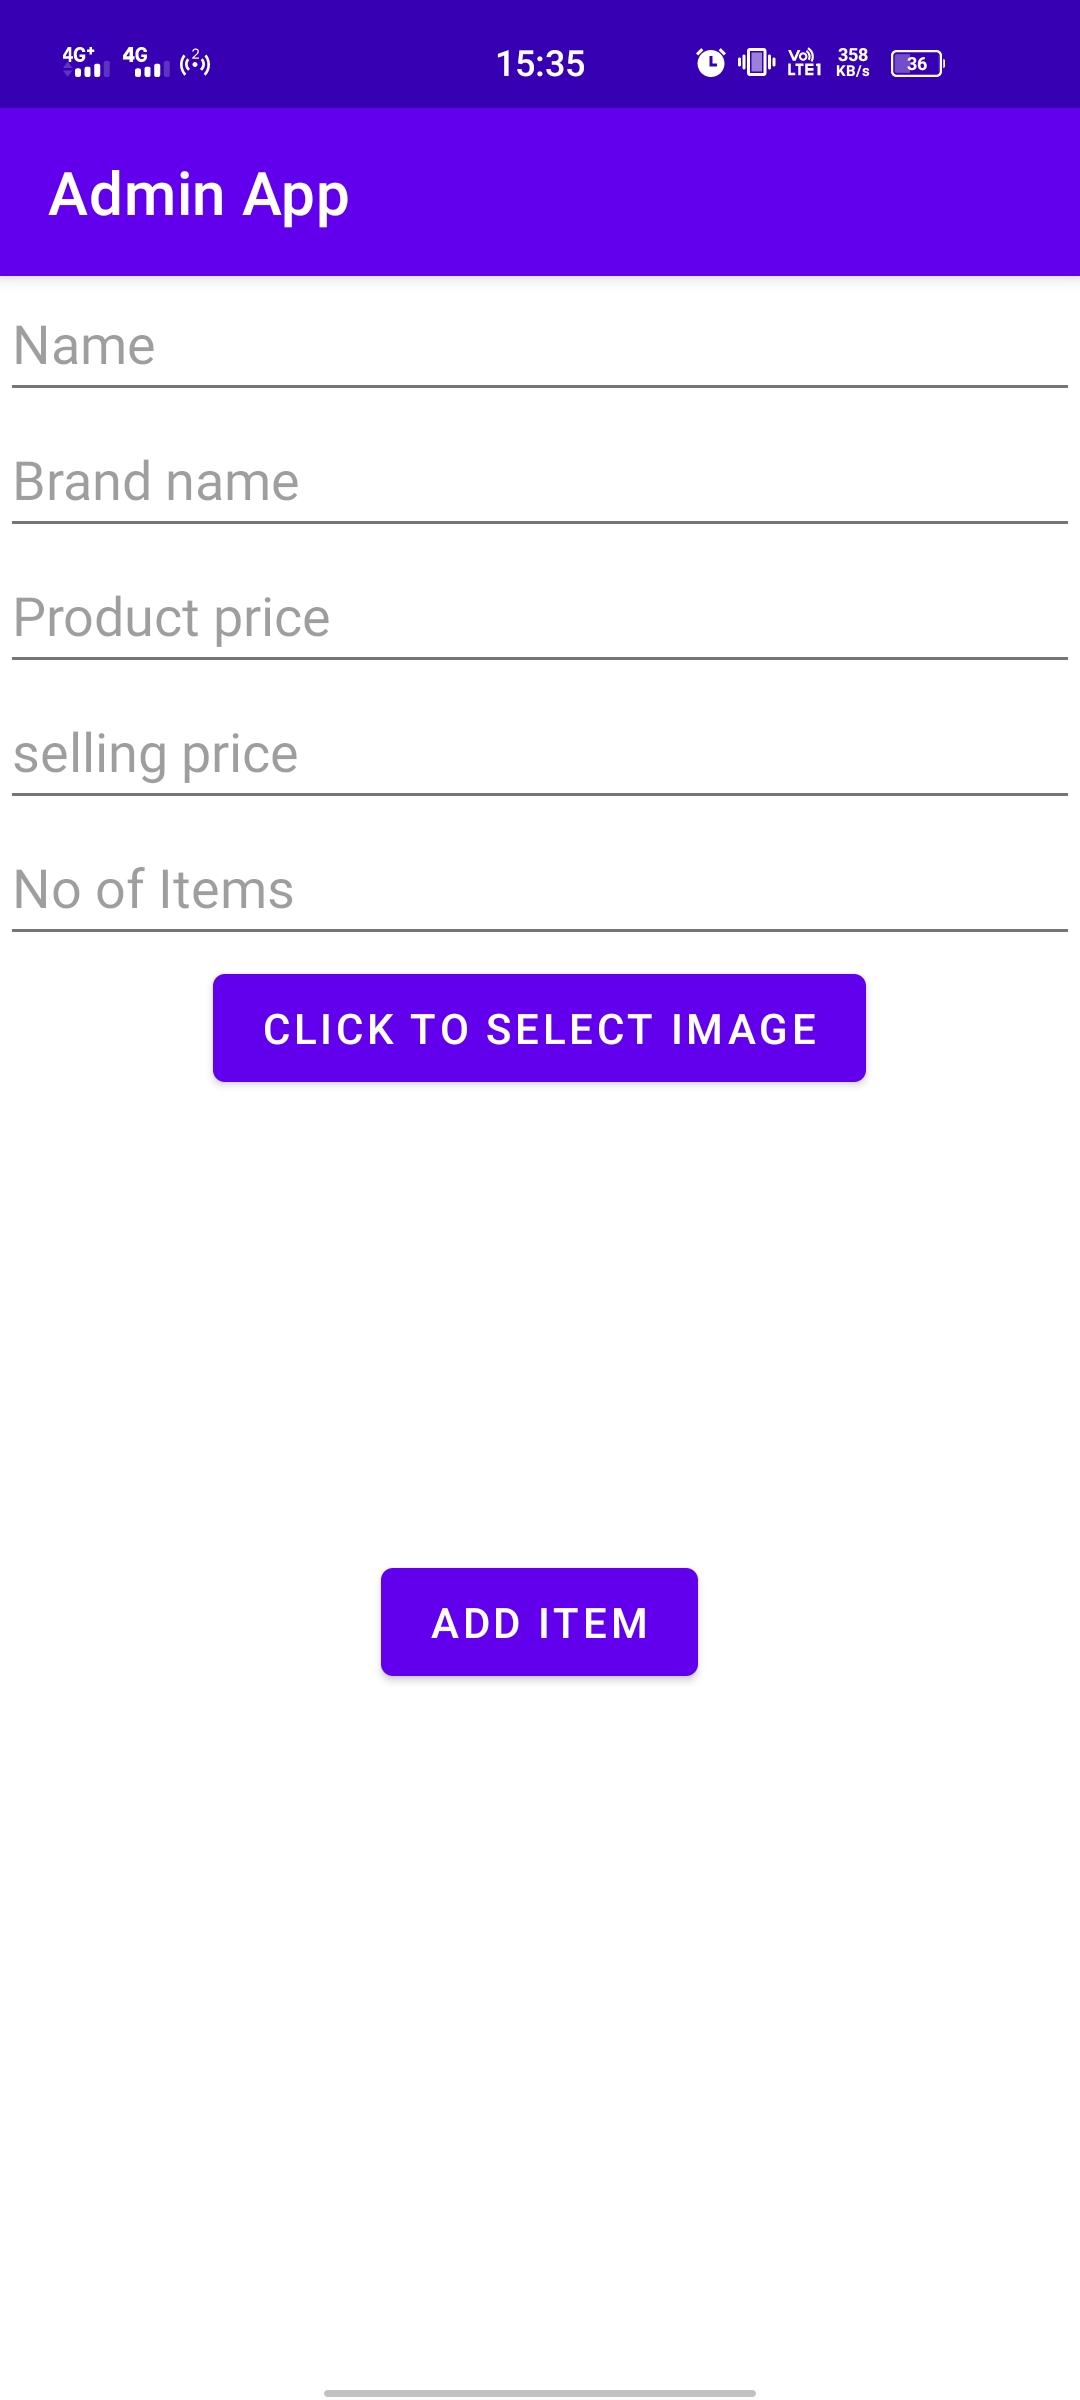 4G+ 4G 2 15:35 Vo)) LTE1 358 KB/s 36
Admin App
Name
Brand name
Product price
selling price
No of Items
CLICK TO SELECT IMAGE
ADD ITEM